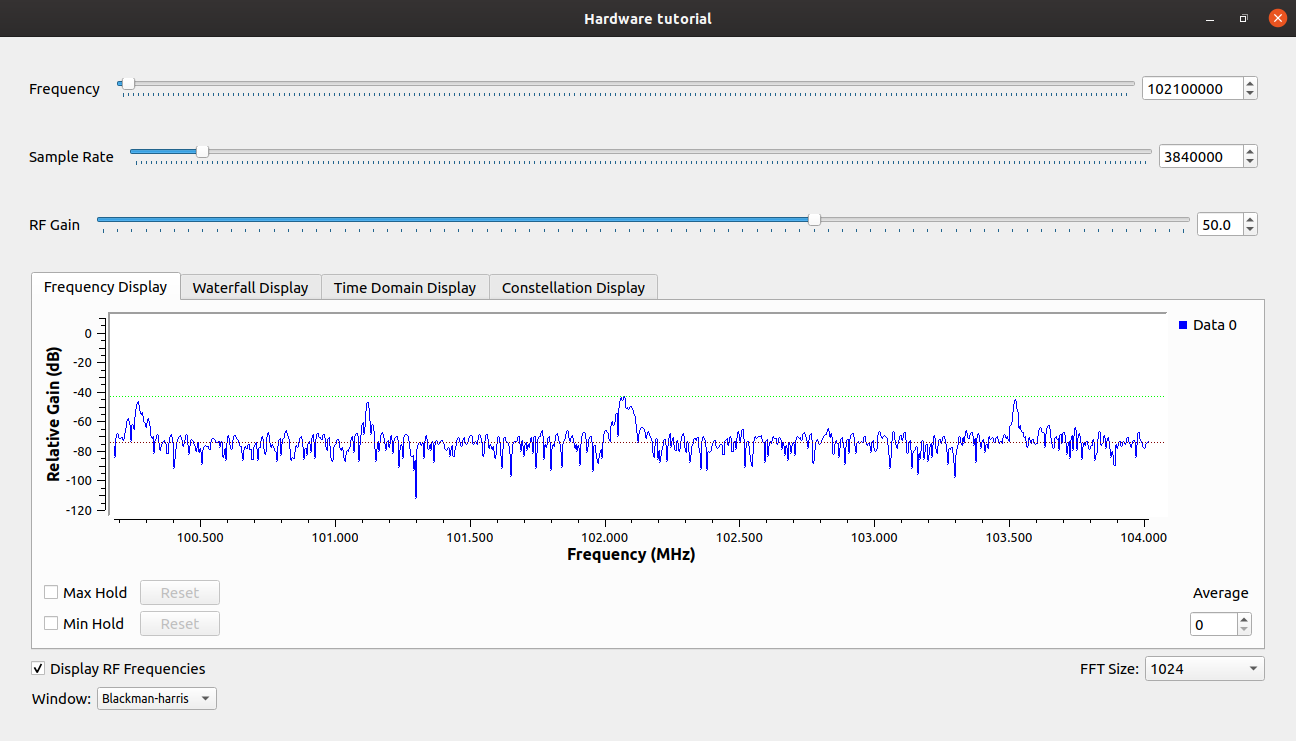 Hardware tutorial
Frequency 102100000
Sample Rate 3840000
RF Gain 50.0
Frequency Display Waterfall Display Time Domain Display Constellation Display
Data 0
Relative Gain (dB)
0
-20
-40
-60
-80
-100
-120
100.500 101.000 101.500 102.000 102.500 103.000 103.500 104.000
Frequency (MHz)
Max Hold Reset
Average
Min Hold Reset
0
Display RF Frequencies
FFT Size: 1024
Window: Blackman-harris